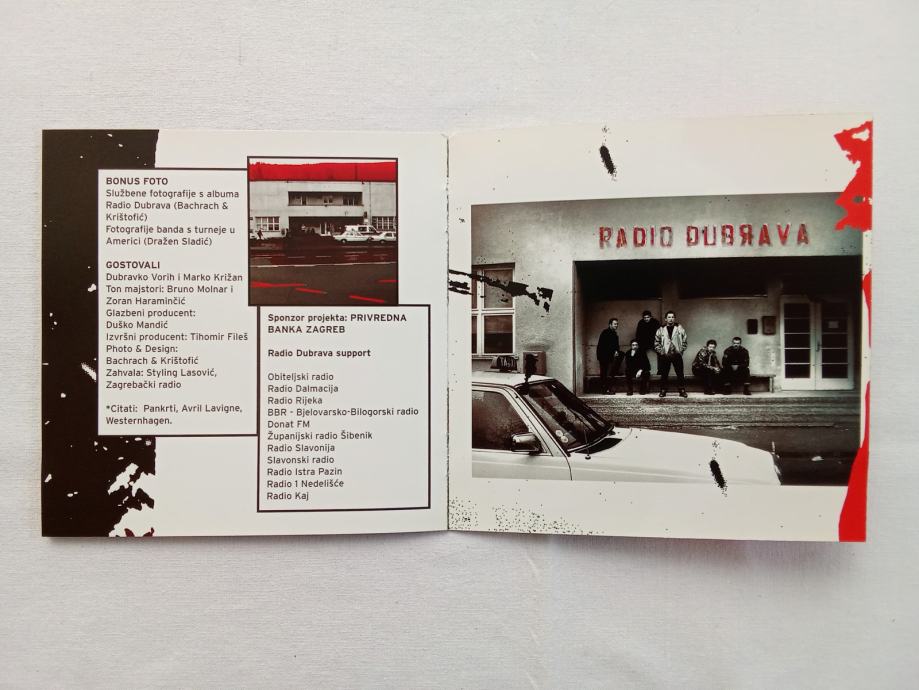 BONUS FOTO
Službene fotografije s albuma
Radio Dubrava (Bachrach &
Krištofić)
Fotografije banda s turneje u
Americi (Dražen Sladić)
GOSTOVALI
Dubravko Vorih i Marko Križan
Ton majstori: Bruno Molnar i
Zoran Haraminčić
Glazbeni producent:
Duško Mandić
Izvršni producent: Tihomir Fileš
Photo & Design:
Bachrach & Krištofić
Zahvala: Styling Lasović,
Zagrebački radio
*Citati: Pankrti, Avril Lavigne,
Westernhagen.
Sponzor projekta: PRIVREDNA
BANKA ZAGREB
Radio Dubrava support
Obiteljski radio
Radio Dalmacija
Radio Rijeka
BBR - Bjelovarsko-Bilogorski radio
Donat FM
Županijski radio Šibenik
Radio Slavonija
Slavonski radio
Radio Istra Pazin
Radio 1 Nedelišće
Radio Kaj
RADIO DUBRAVA
TAXI